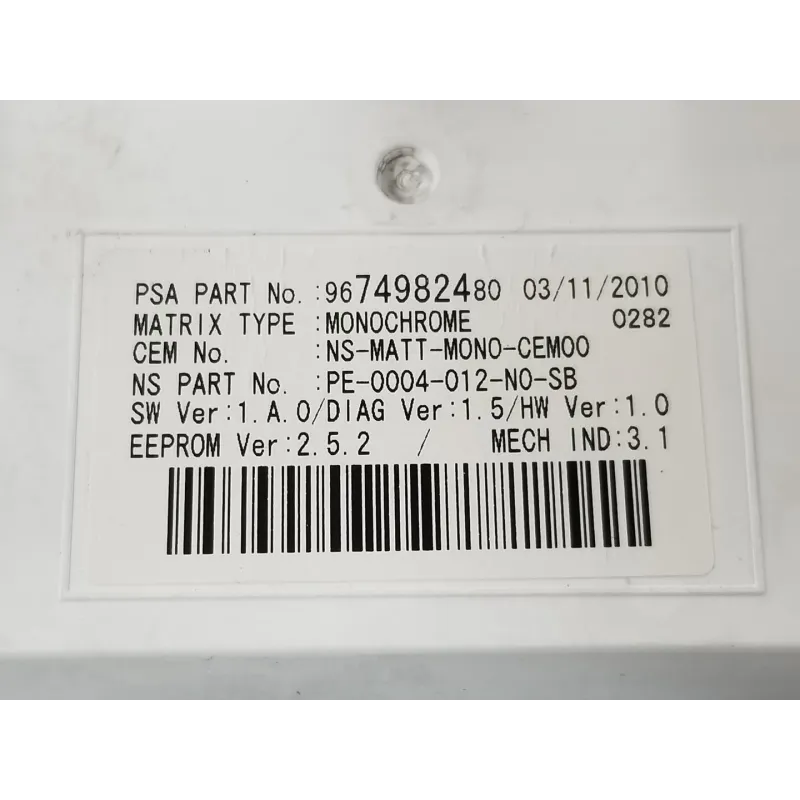 PSA PART No. :9674982480 03/11/2010
MATRIX TYPE :MONOCHROME 0282
CEM No. :NS-MATT-MONO-CEM00
NS PART No. :PE-0004-012-NO-SB
SW Ver:1.A.0/DIAG Ver:1.5/HW Ver:1.0
EEPROM Ver:2.5.2 / MECH IND:3.1